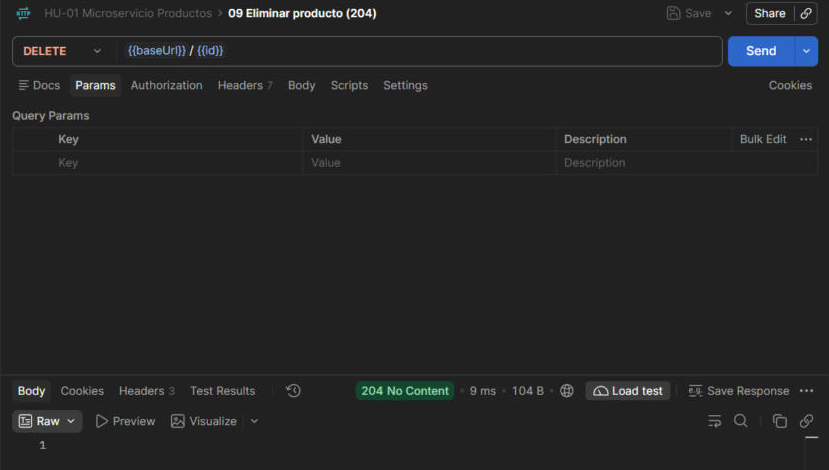 HTTP HU-01 Microservicio Productos > 09 Eliminar producto (204) Save Share
DELETE {{baseUrl}} / {{id}} Send
Docs Params Authorization Headers 7 Body Scripts Settings Cookies
Query Params
Key Value Description Bulk Edit ...
Key Value Description
Body Cookies Headers 3 Test Results 204 No Content • 9 ms • 104 B • Load test e.g. Save Response ...
Raw Preview Visualize
1